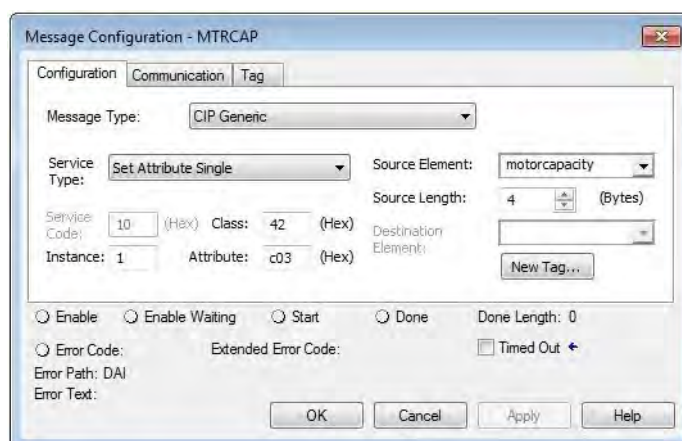 Message Configuration - MTRCAP
Configuration Communication Tag
Message Type: CIP Generic
Service Type: Set Attribute Single Source Element: motorcapacity
Source Length: 4 (Bytes)
Service Code: 10 (Hex) Class: 42 (Hex) Destination Element:
Instance: 1 Attribute: c03 (Hex)
New Tag...
Enable Enable Waiting Start Done Done Length: 0
Error Code: Extended Error Code: Timed Out
Error Path: DAI
Error Text:
OK Cancel Apply Help